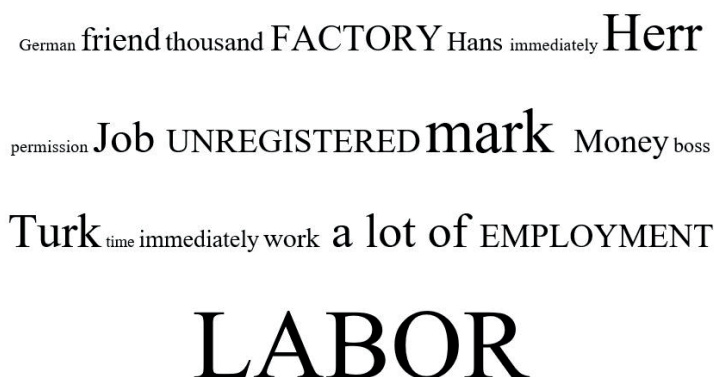 German friend thousand FACTORY Hans immediately Herr
permission Job UNREGISTERED mark Money boss
Turk time immediately work a lot of EMPLOYMENT
LABOR